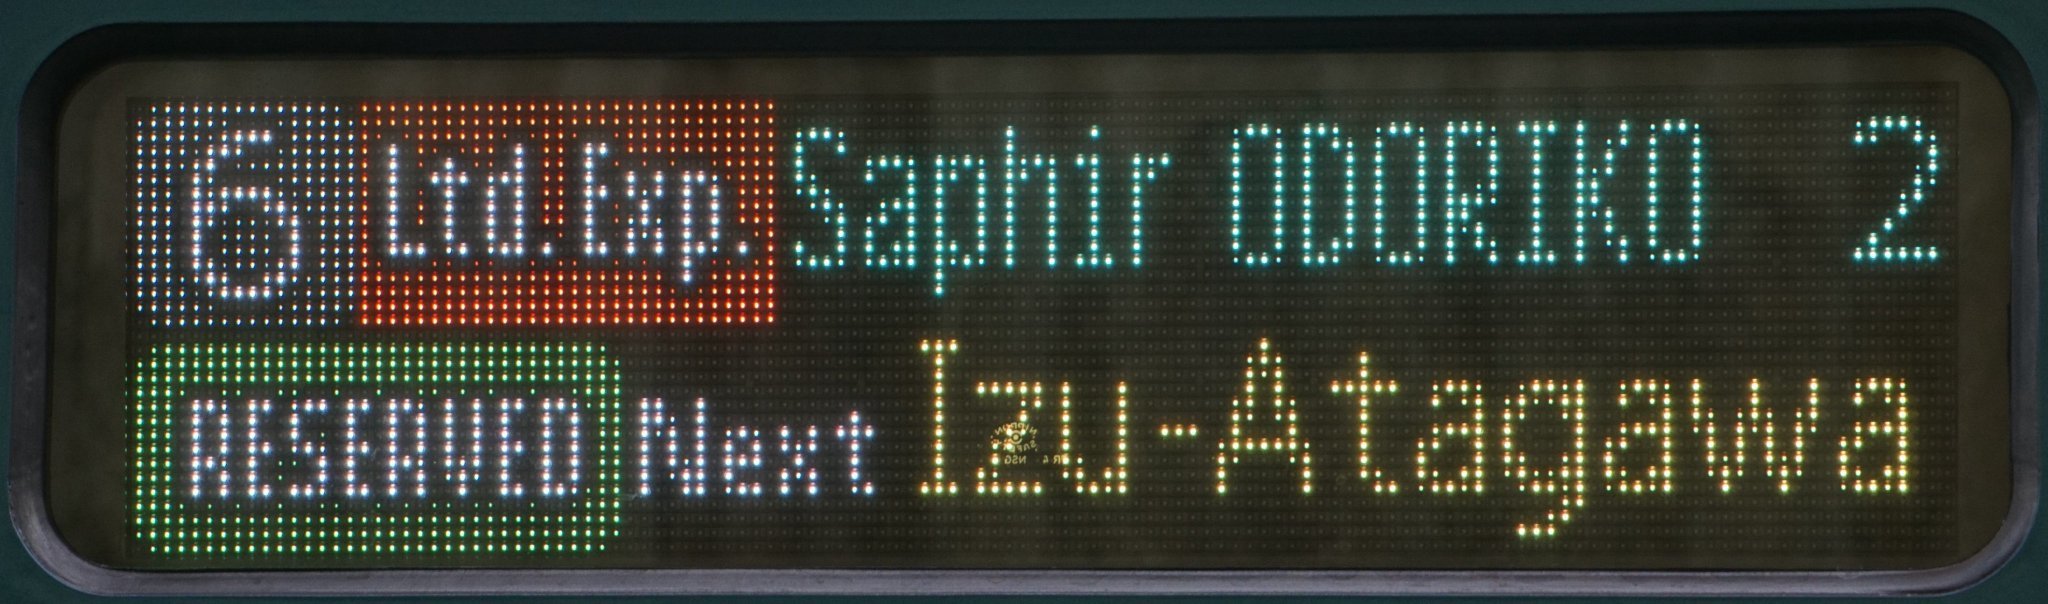 6 Ltd.Exp. Saphir ODORIKO 2
RESERVED Next Izu-Atagawa